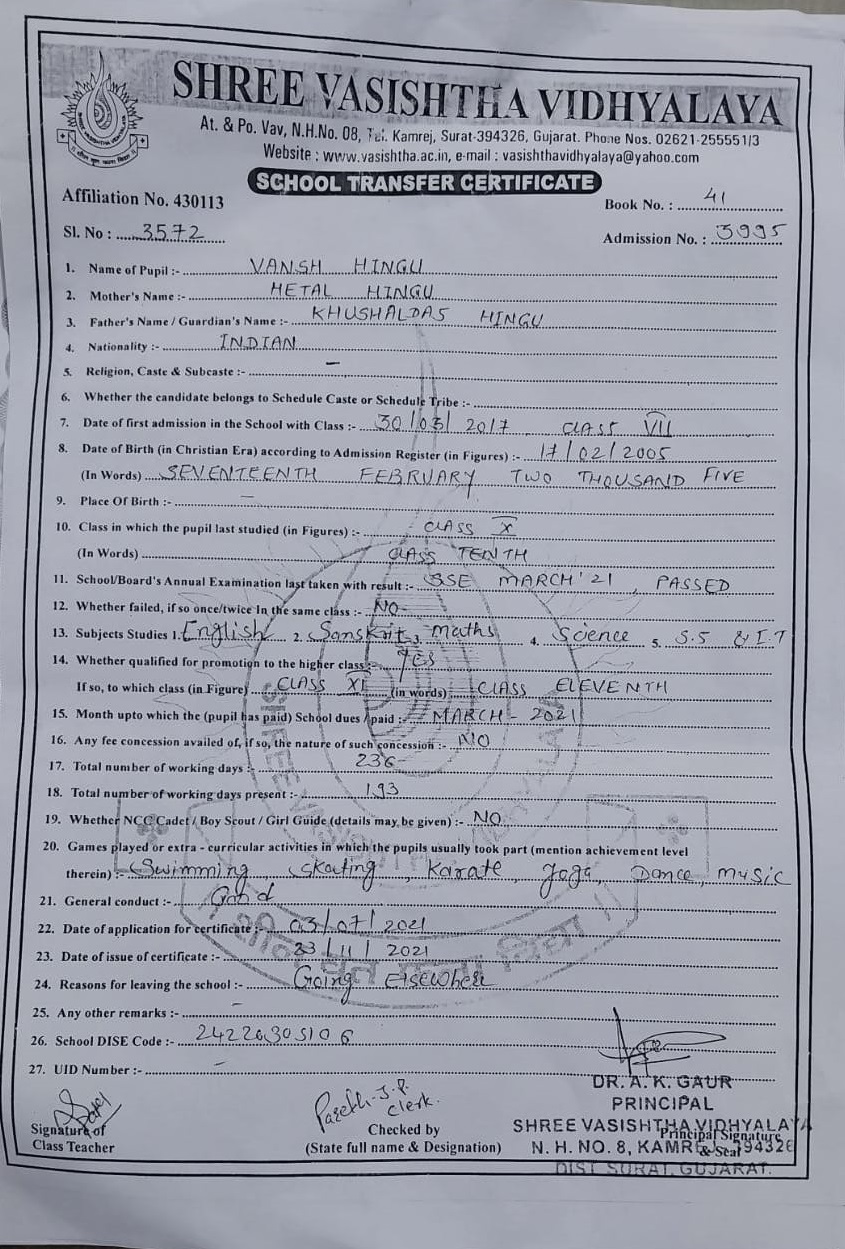 SHREE VASISHTHA VIDHYALAYA
At. & Po. Vav, N.H.No. 08, Tel. Kamrej, Surat-394326, Gujarat. Phone Nos. 02621-255551/3
Website : www.vasishtha.ac.in, e-mail : vasishthavidhyalaya@yahoo.com
SCHOOL TRANSFER CERTIFICATE
Affiliation No. 430113
Book No. : 41
Sl. No : 3572
Admission No. : 3995
1. Name of Pupil :- VANSH HINGU
2. Mother's Name :- HETAL HINGU
3. Father's Name / Guardian's Name :- KHUSHALDAS HINGU
4. Nationality :- INDIAN
5. Religion, Caste & Subcaste :- –
6. Whether the candidate belongs to Schedule Caste or Schedule Tribe :-
7. Date of first admission in the School with Class :- 30/03/2017 CLASS VII
8. Date of Birth (in Christian Era) according to Admission Register (in Figures) :- 17/02/2005
(In Words) SEVENTEENTH FEBRUARY TWO THOUSAND FIVE
9. Place Of Birth :- –
10. Class in which the pupil last studied (in Figures) :- CLASS X
(In Words) CLASS TENTH
11. School/Board's Annual Examination last taken with result :- SSE MARCH'21, PASSED
12. Whether failed, if so once/twice In the same class :- NO
13. Subjects Studies 1. English 2. Sanskrit, 3 maths 4. Science 5. S.S & I.T
14. Whether qualified for promotion to the higher class :- YES
If so, to which class (in Figure) CLASS XI (in words) CLASS ELEVENTH
15. Month upto which the (pupil has paid) School dues / paid :- MARCH - 2021
16. Any fee concession availed of, if so, the nature of such concession :- NO
17. Total number of working days :- 236
18. Total number of working days present :- 193
19. Whether NCC Cadet / Boy Scout / Girl Guide (details may be given) :- NO
20. Games played or extra - curricular activities in which the pupils usually took part (mention achievement level
therein) :- Swimming, Skating, Karate, Yoga, Dance, music
21. General conduct :- Good
22. Date of application for certificate :- 03/07/2021
23. Date of issue of certificate :- 23/11/2021
24. Reasons for leaving the school :- Going Elsewhere
25. Any other remarks :- –
26. School DISE Code :- 24220305106
27. UID Number :- –
DR. A. K. GAUR
PRINCIPAL
SHREE VASISHTHA VIDHYALAYA
N. H. NO. 8, KAMREJ, 394326
DIST SURAT, GUJARAT.
Principal Signature
& Seal
Signature of
Class Teacher
Clerk.
Checked by
(State full name & Designation)